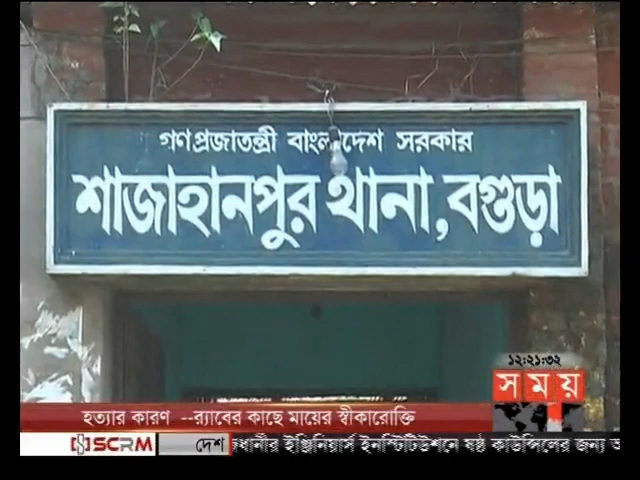 গণপ্রজাতন্ত্রী বাংলাদেশ সরকার
শাজাহানপুর থানা, বগুড়া
১২:২১:৩২
সময়
হত্যার কারণ --র‍্যাবের কাছে মায়ের স্বীকারোক্তি
SCRM দেশ ধানীর ইঞ্জিনিয়ার্স ইনস্টিটিউশনে ষষ্ঠ কাউন্সিলের জন্য